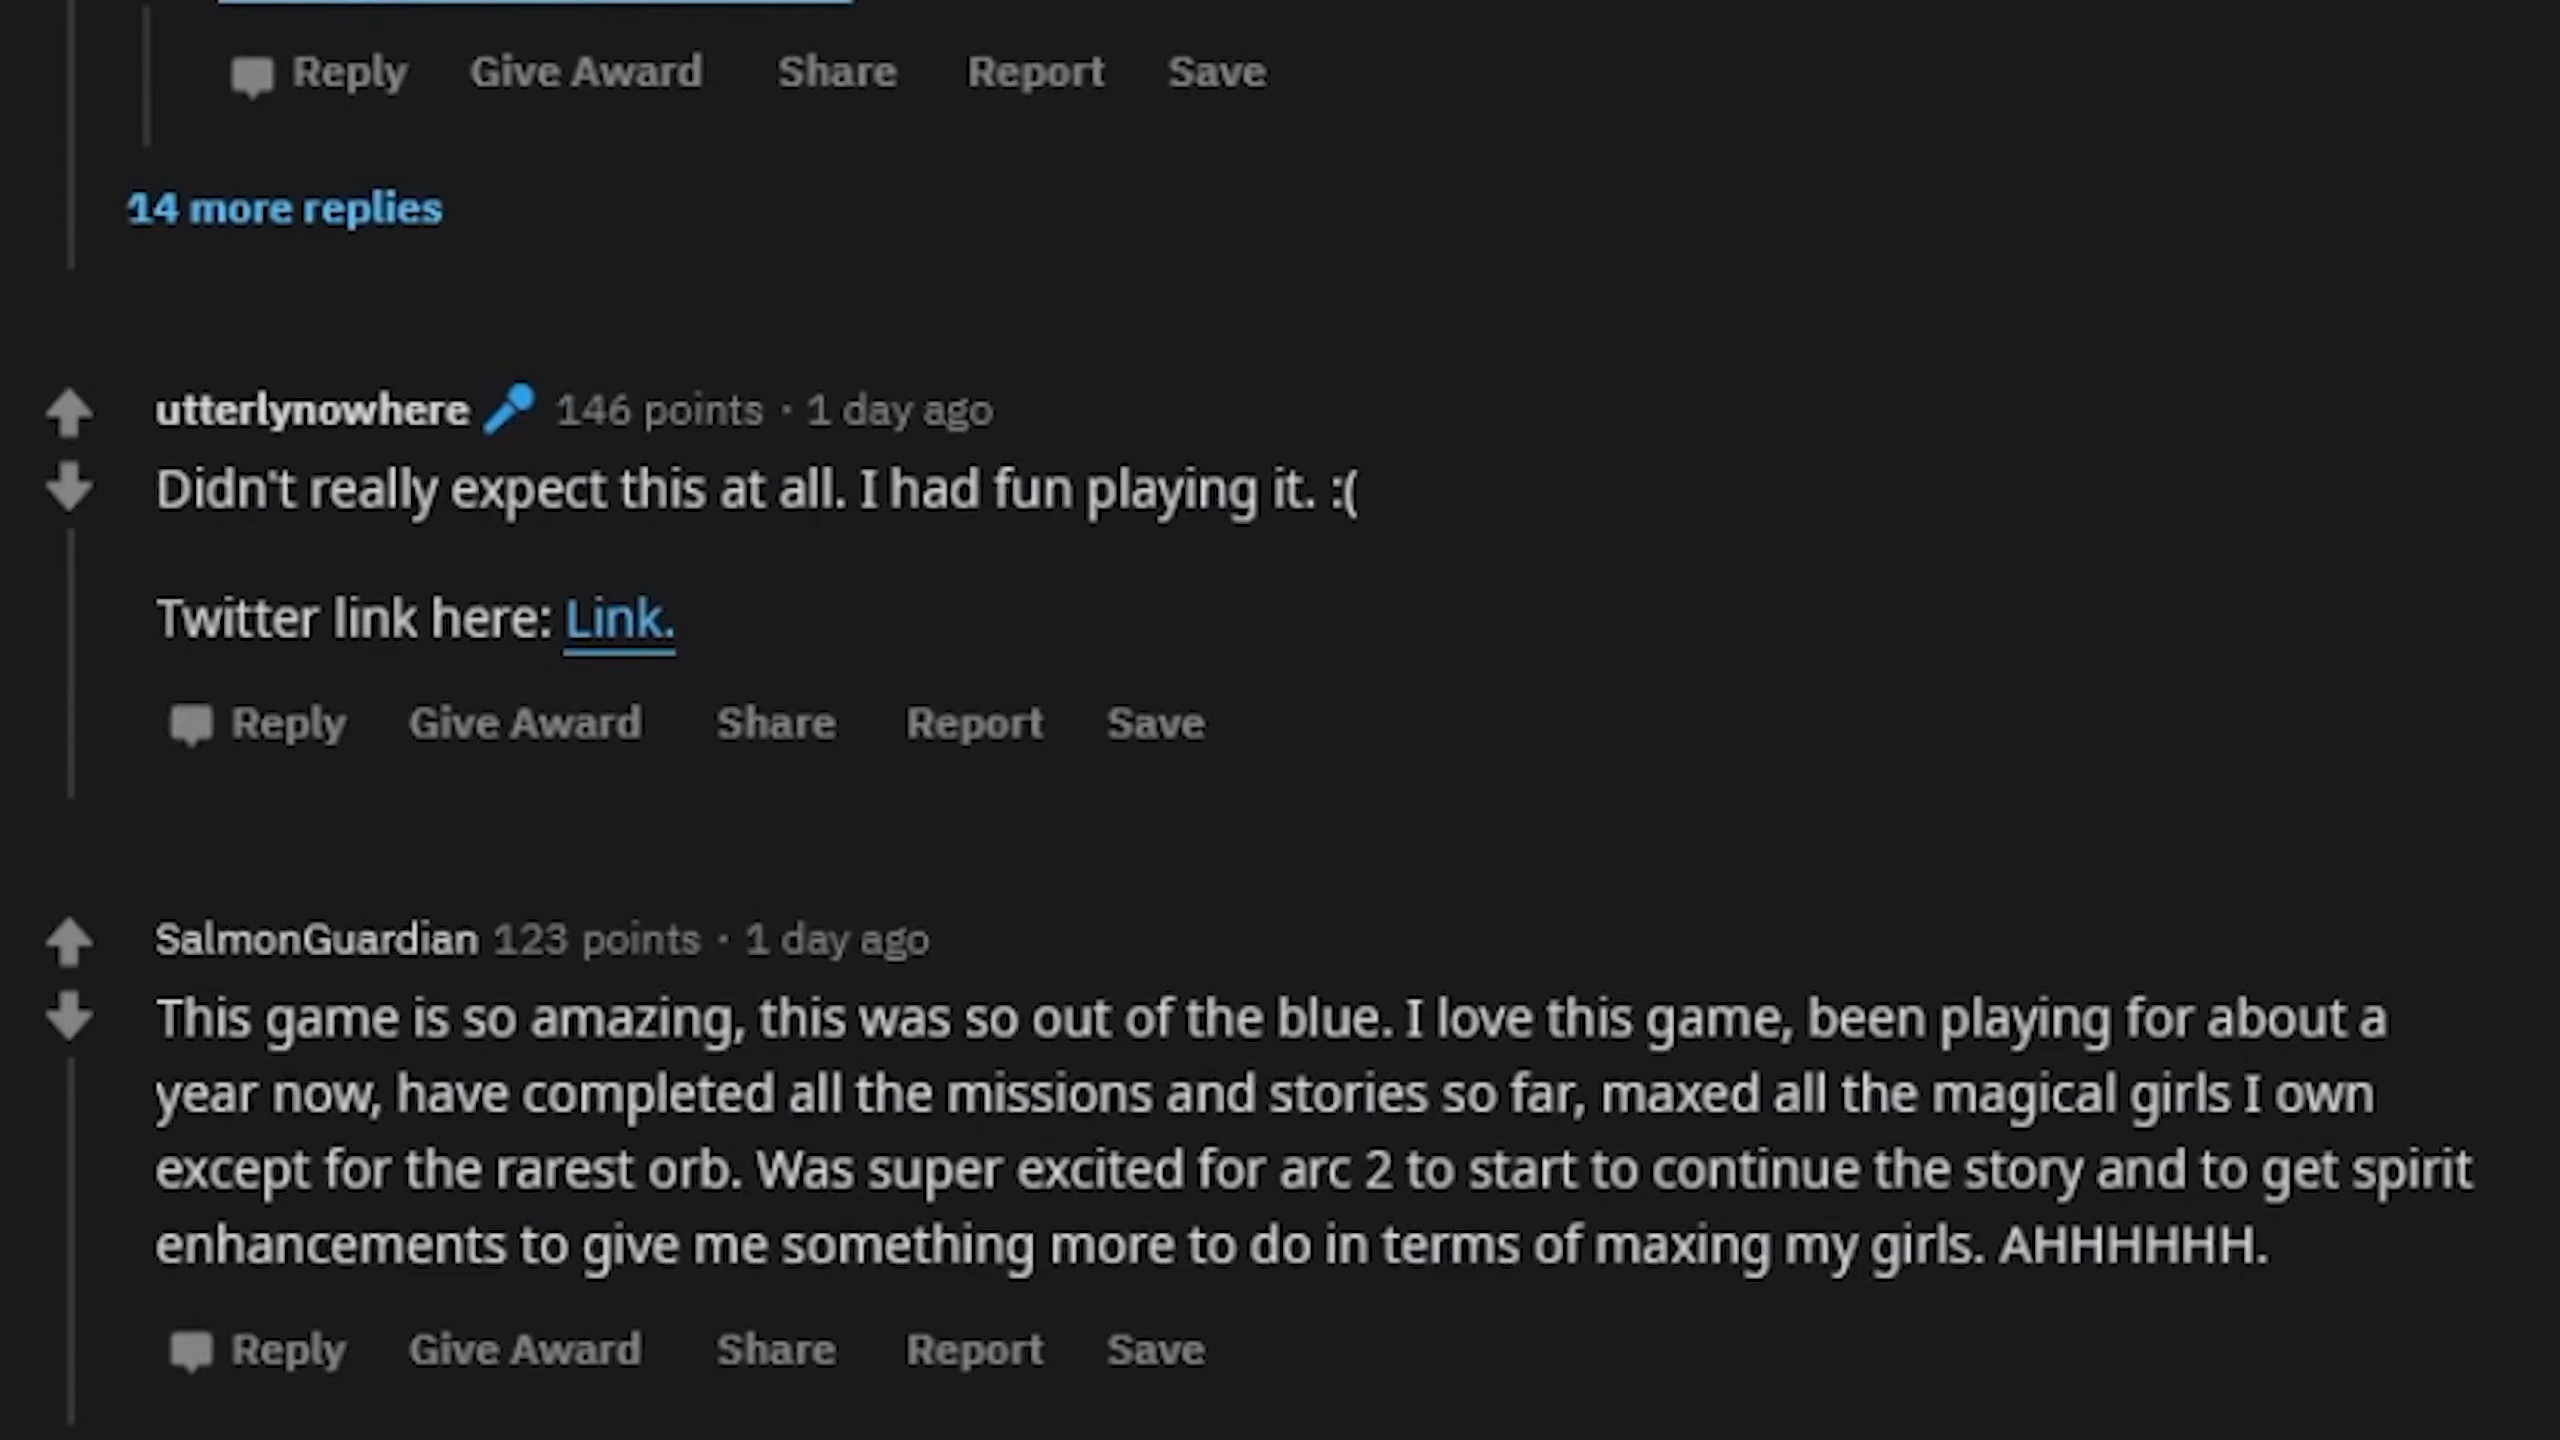 Reply Give Award Share Report Save
14 more replies
utterlynowhere 146 points · 1 day ago
Didn't really expect this at all. I had fun playing it. :(
Twitter link here: Link.
Reply Give Award Share Report Save
SalmonGuardian 123 points · 1 day ago
This game is so amazing, this was so out of the blue. I love this game, been playing for about a
year now, have completed all the missions and stories so far, maxed all the magical girls I own
except for the rarest orb. Was super excited for arc 2 to start to continue the story and to get spirit
enhancements to give me something more to do in terms of maxing my girls. AHHHHHH.
Reply Give Award Share Report Save